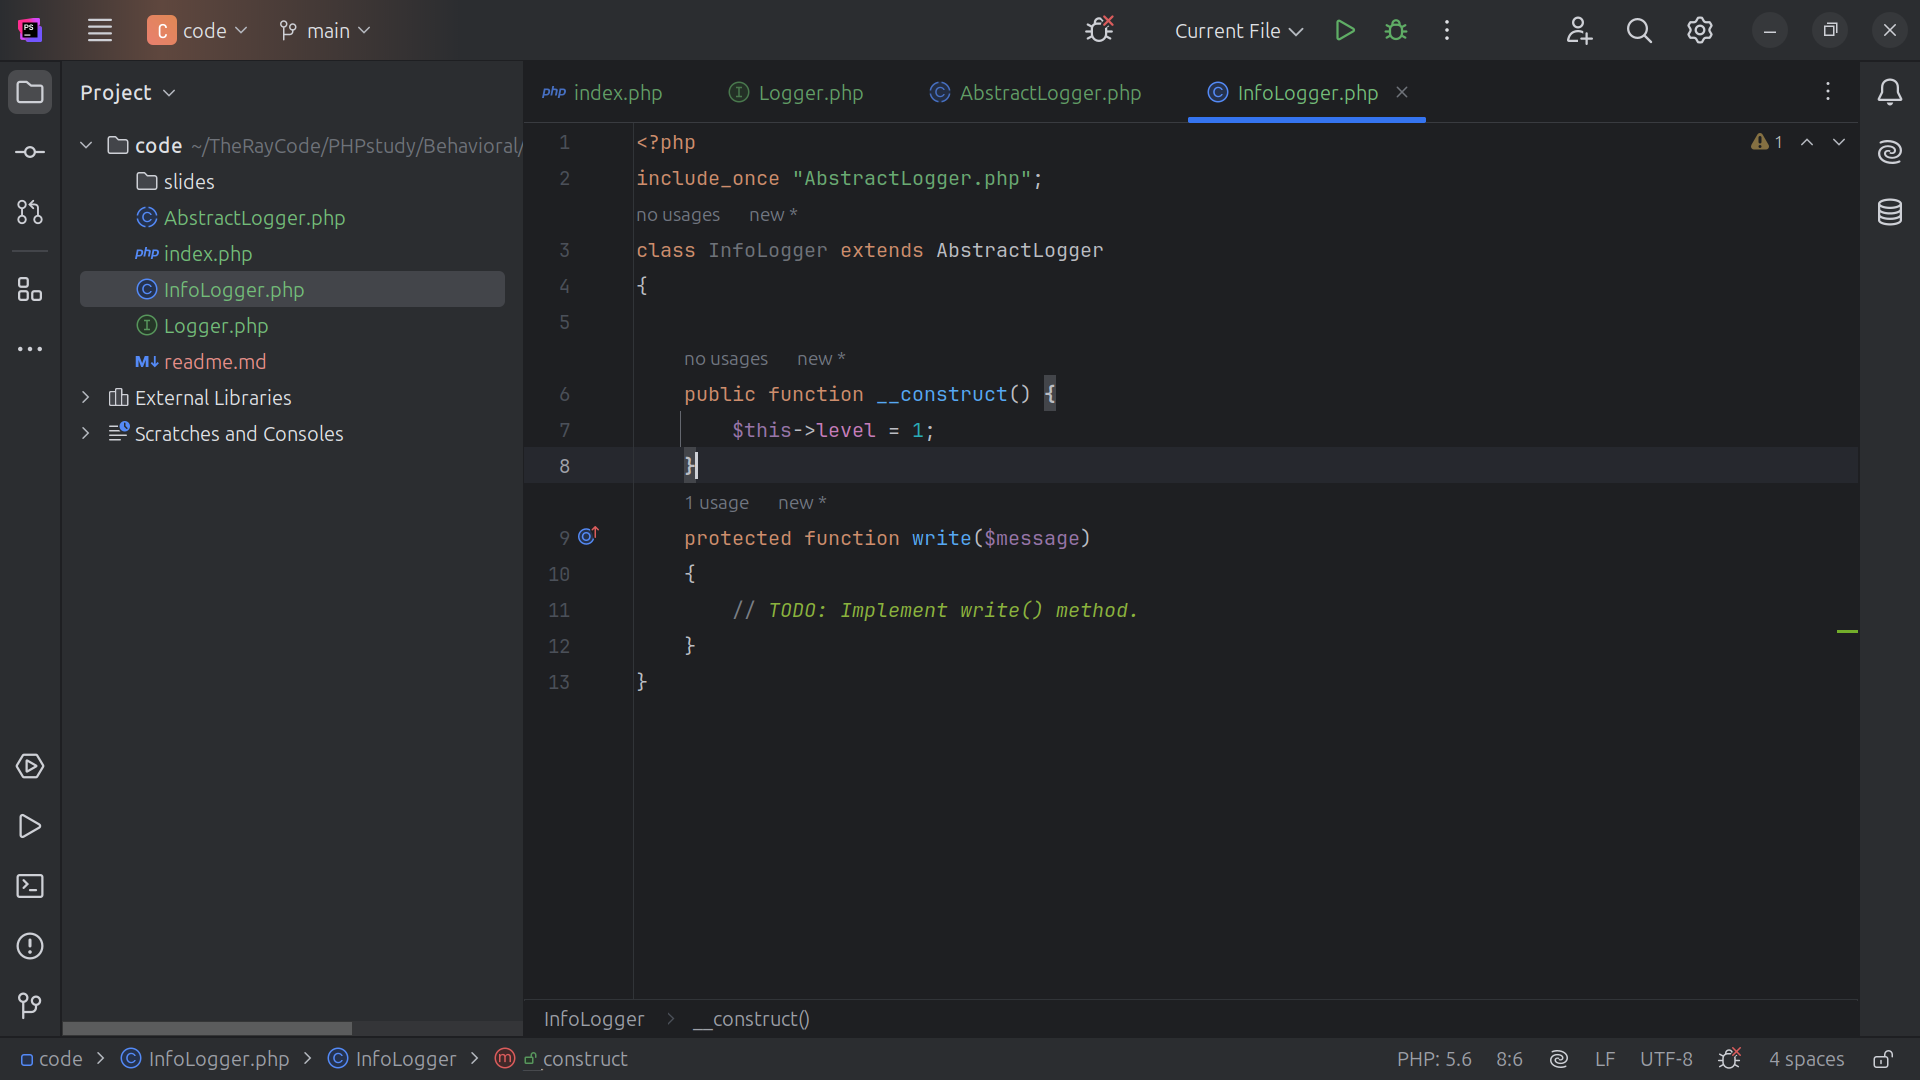 PS
C code main
Current File
Project
index.php
Logger.php
AbstractLogger.php
InfoLogger.php
code ~/TheRayCode/PHPstudy/Behavioral/
slides
AbstractLogger.php
php index.php
InfoLogger.php
Logger.php
M↓ readme.md
External Libraries
Scratches and Consoles
1 <?php
2 include_once "AbstractLogger.php";
no usages new *
3 class InfoLogger extends AbstractLogger
4 {
5
no usages new *
6 public function __construct() {
7 $this->level = 1;
8 }
1 usage new *
9 protected function write($message)
10 {
11 // TODO: Implement write() method.
12 }
13 }
1
InfoLogger > __construct()
code > InfoLogger.php > InfoLogger > m __construct
PHP: 5.6 8:6 LF UTF-8 4 spaces